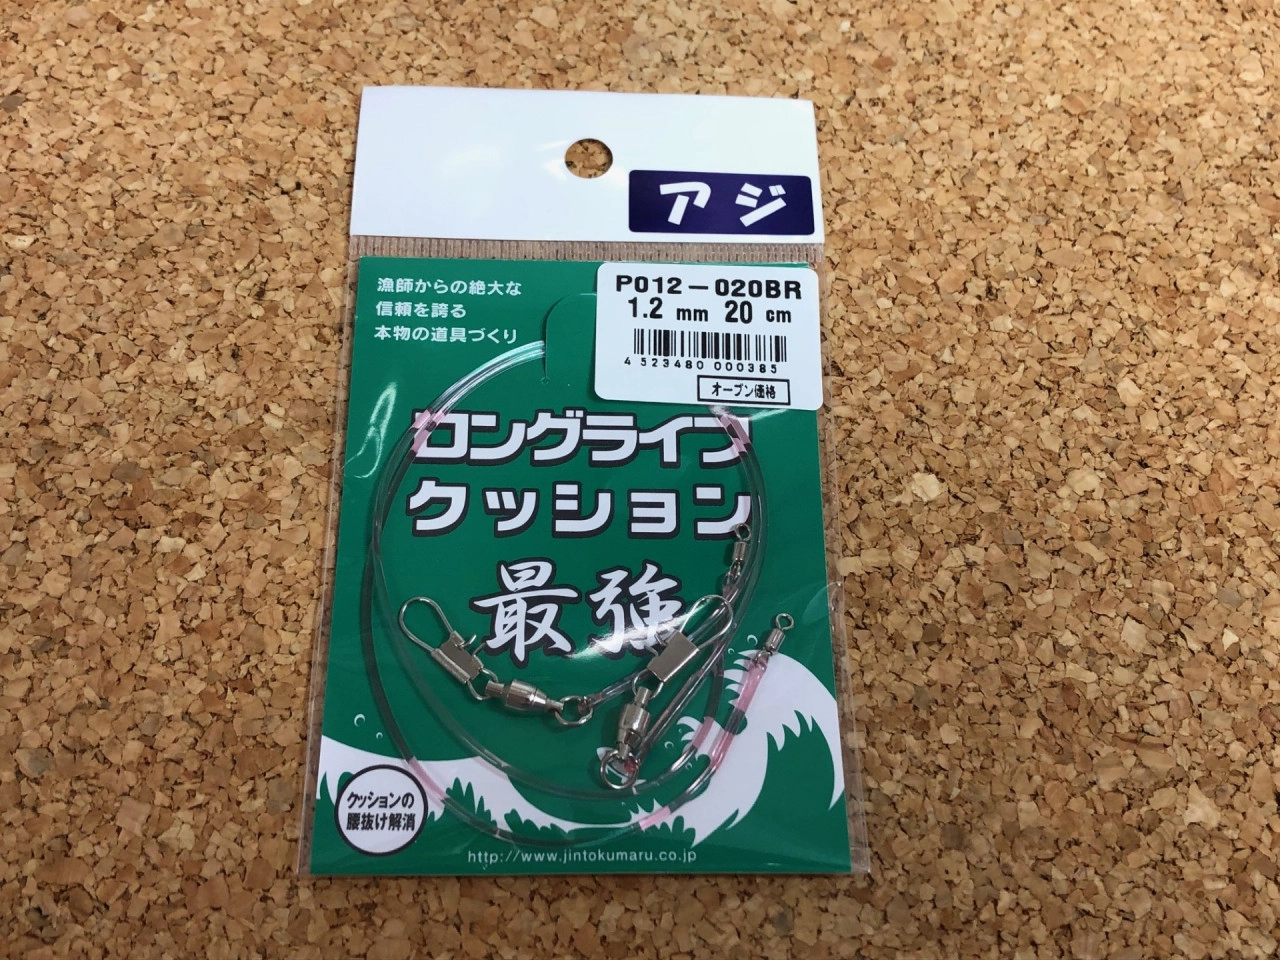 アジ
漁師からの絶大な
信頼を誇る
本物の道具づくり
P012-020BR
1.2 mm 20 cm
4 523480 000385
オープン価格
ロングライフ
クッション
最強
クッションの
腰抜け解消
http://www.jintokumaru.co.jp